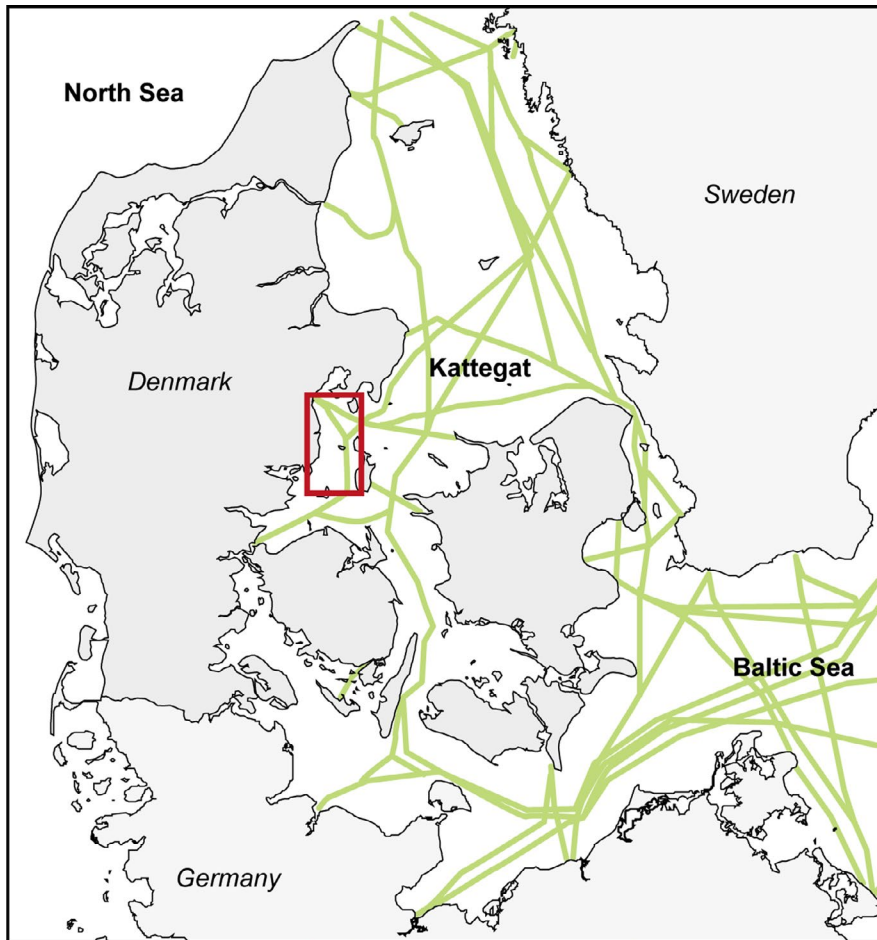 North Sea
Sweden
Kattegat
Denmark
Baltic Sea
Germany